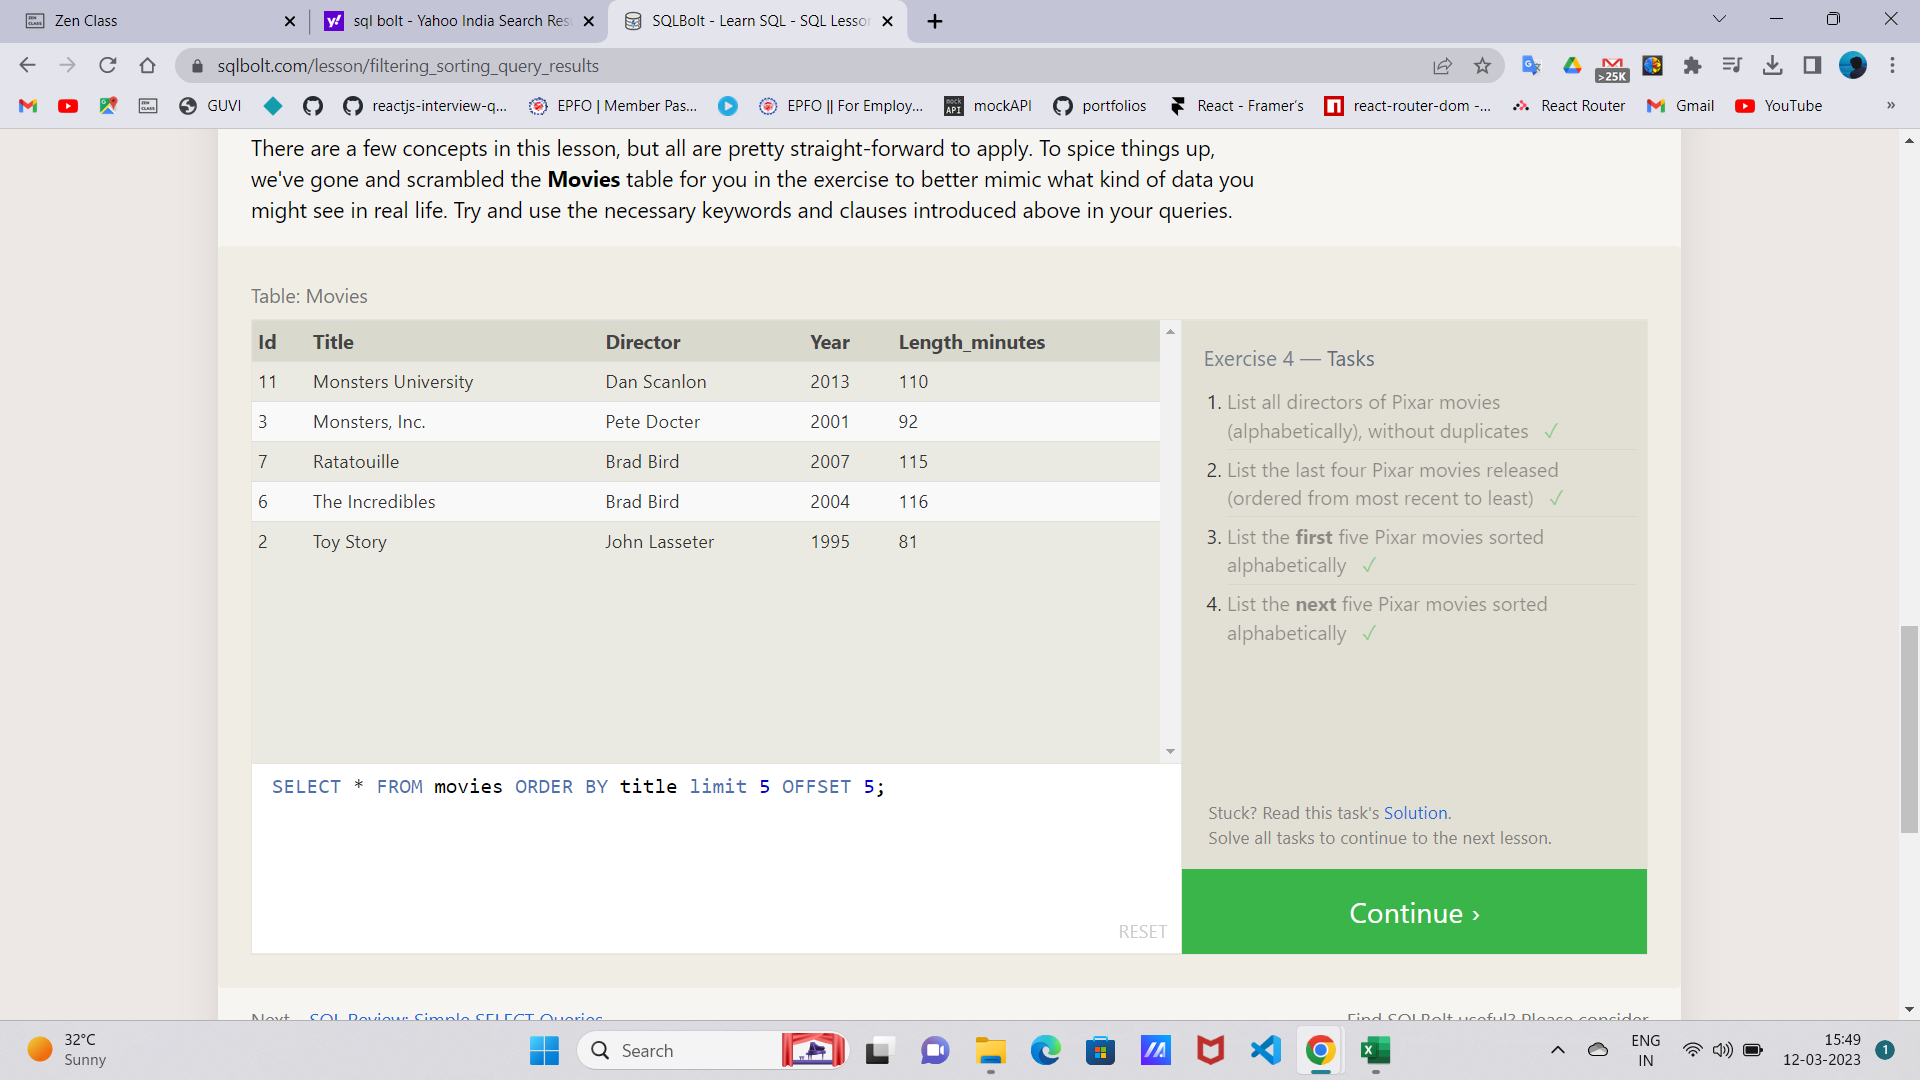 Zen Class
sql bolt - Yahoo India Search Res
SQLBolt - Learn SQL - SQL Lesson
sqlbolt.com/lesson/filtering_sorting_query_results
>25K
GUVI
reactjs-interview-q...
EPFO | Member Pas...
EPFO || For Employ...
mock API
mockAPI
portfolios
React - Framer's
react-router-dom -...
React Router
Gmail
YouTube
»
There are a few concepts in this lesson, but all are pretty straight-forward to apply. To spice things up,
we've gone and scrambled the Movies table for you in the exercise to better mimic what kind of data you
might see in real life. Try and use the necessary keywords and clauses introduced above in your queries.
Table: Movies
Id Title Director Year Length_minutes
11 Monsters University Dan Scanlon 2013 110
3 Monsters, Inc. Pete Docter 2001 92
7 Ratatouille Brad Bird 2007 115
6 The Incredibles Brad Bird 2004 116
2 Toy Story John Lasseter 1995 81
SELECT * FROM movies ORDER BY title limit 5 OFFSET 5;
RESET
Exercise 4 — Tasks
1. List all directors of Pixar movies
(alphabetically), without duplicates ✓
2. List the last four Pixar movies released
(ordered from most recent to least) ✓
3. List the first five Pixar movies sorted
alphabetically ✓
4. List the next five Pixar movies sorted
alphabetically ✓
Stuck? Read this task's Solution.
Solve all tasks to continue to the next lesson.
Continue ›
Next – SQL Review: Simple SELECT Queries
Find SQLBolt useful? Please consider
32°C
Sunny
Search
ENG
IN
15:49
12-03-2023
1